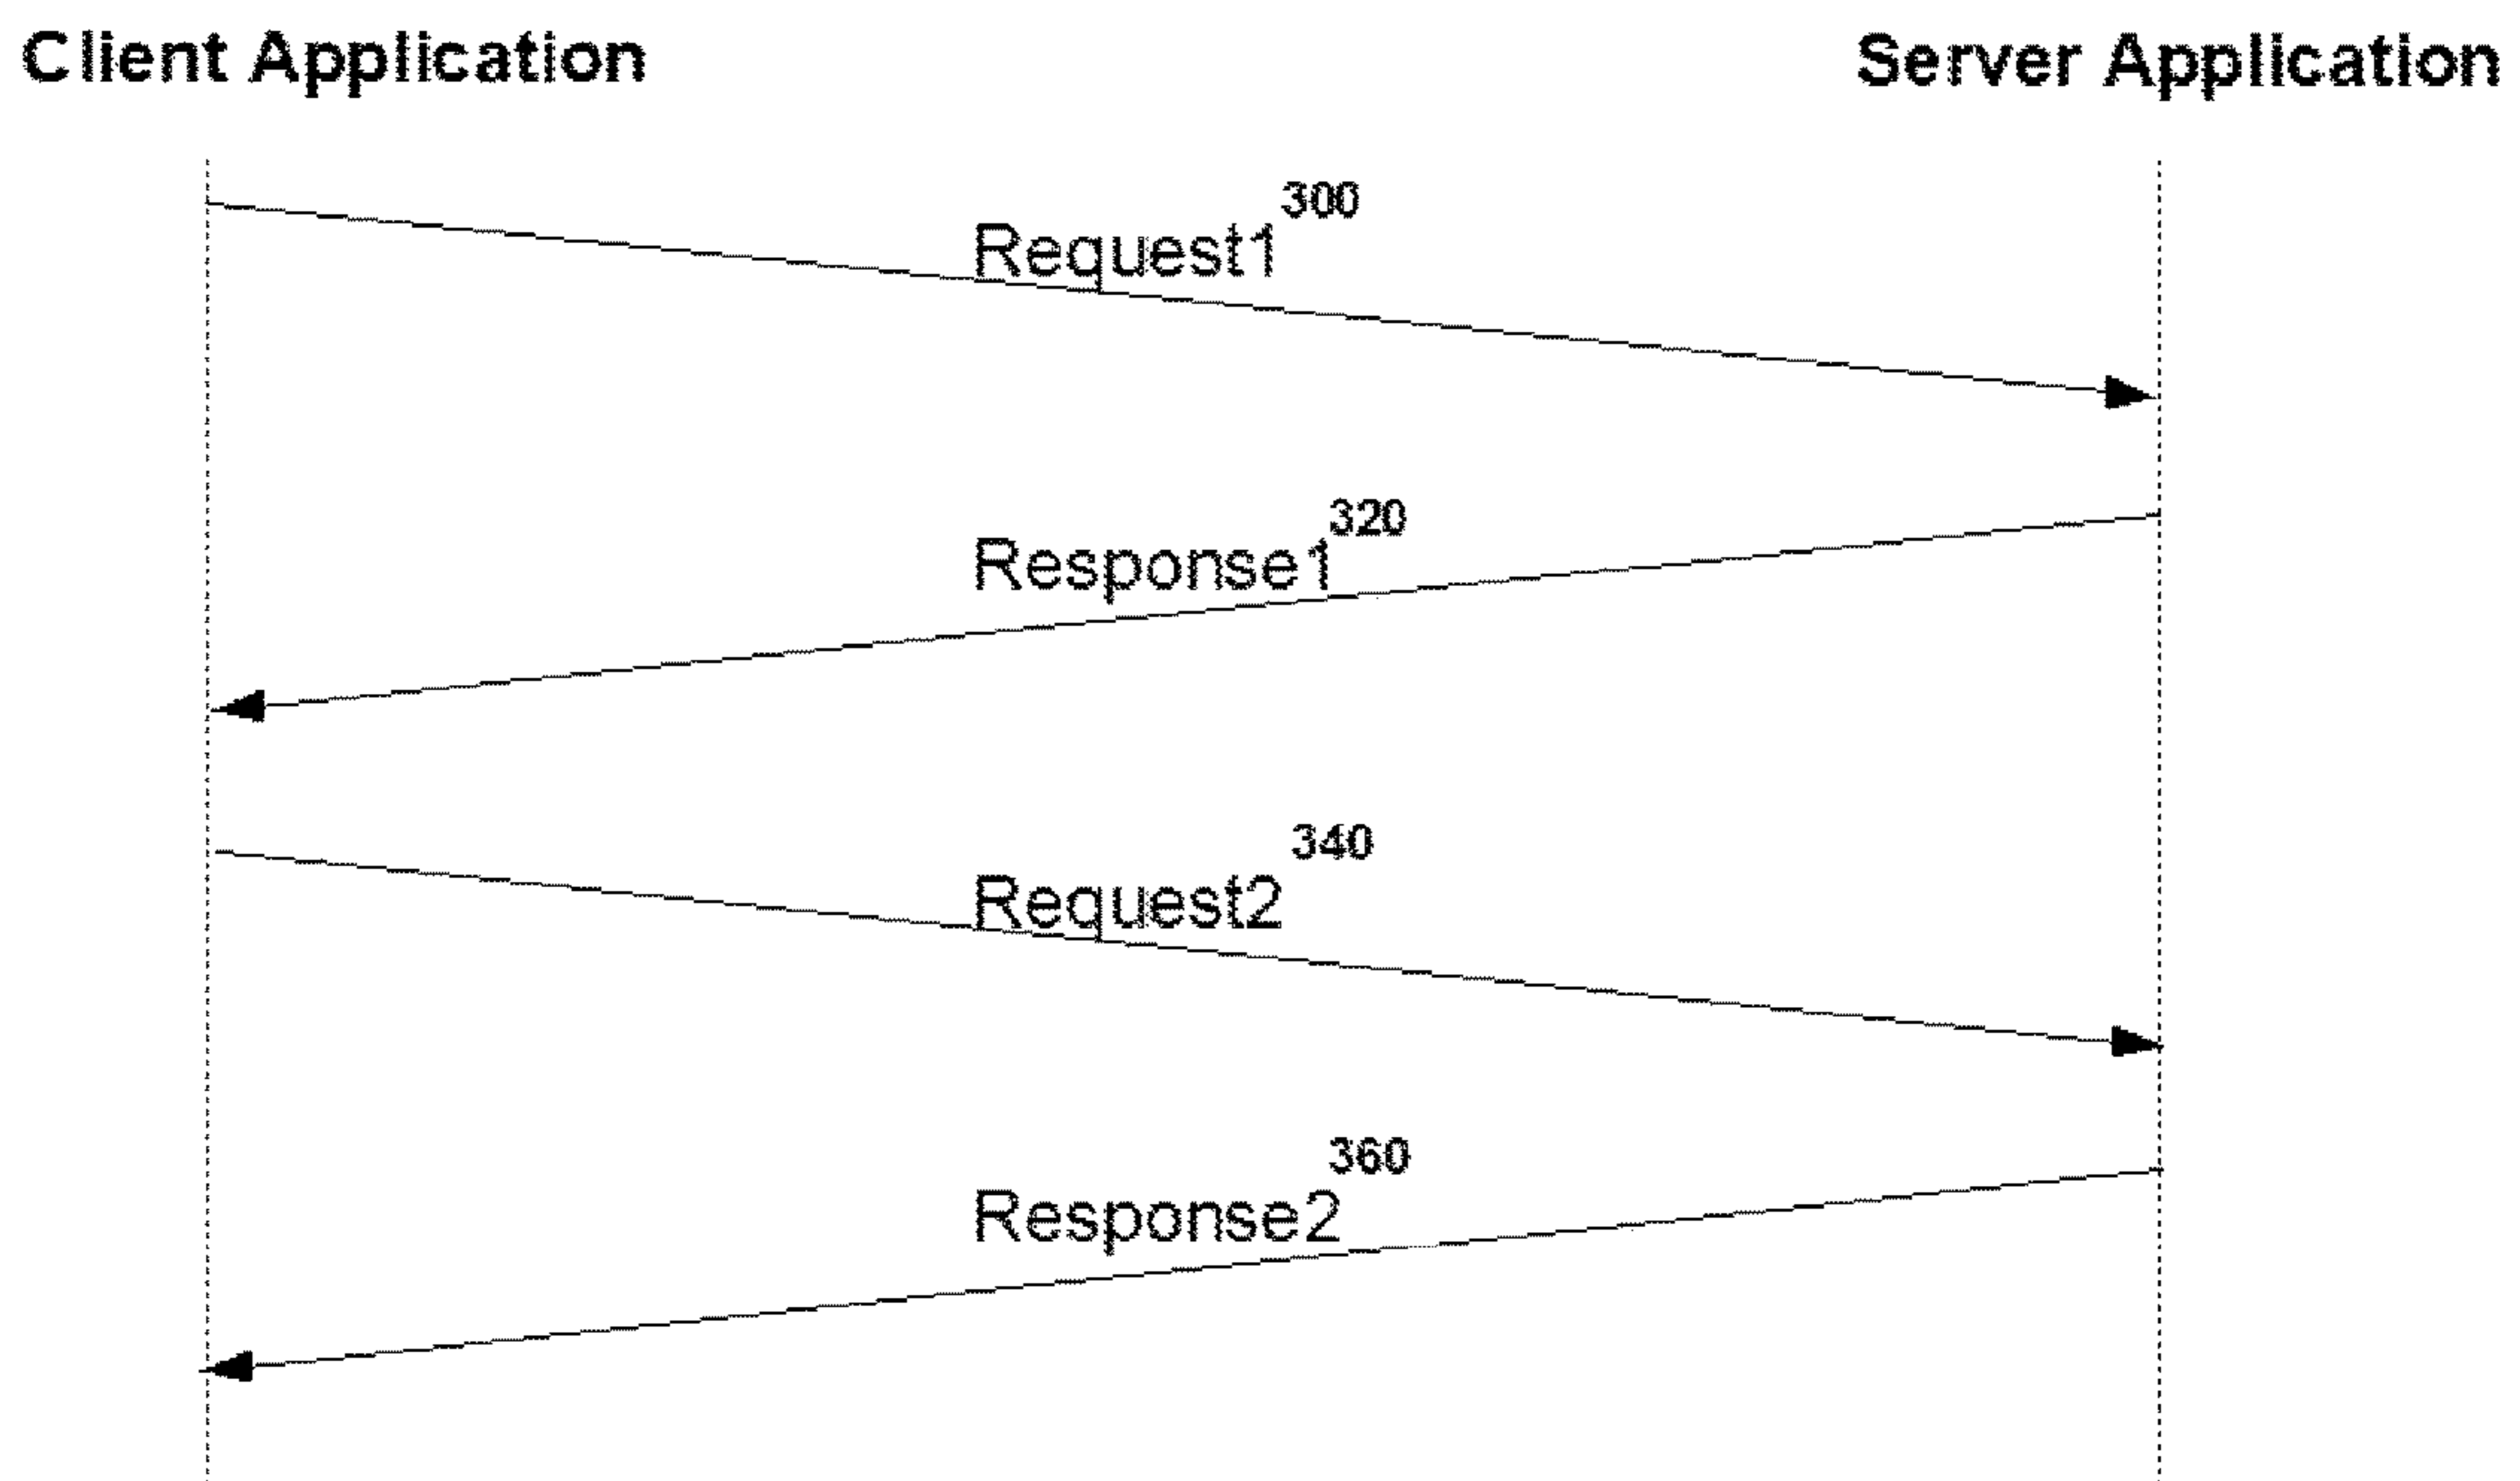 Client Application
Server Application
300
Request1
320
Response1
340
Request2
360
Response2